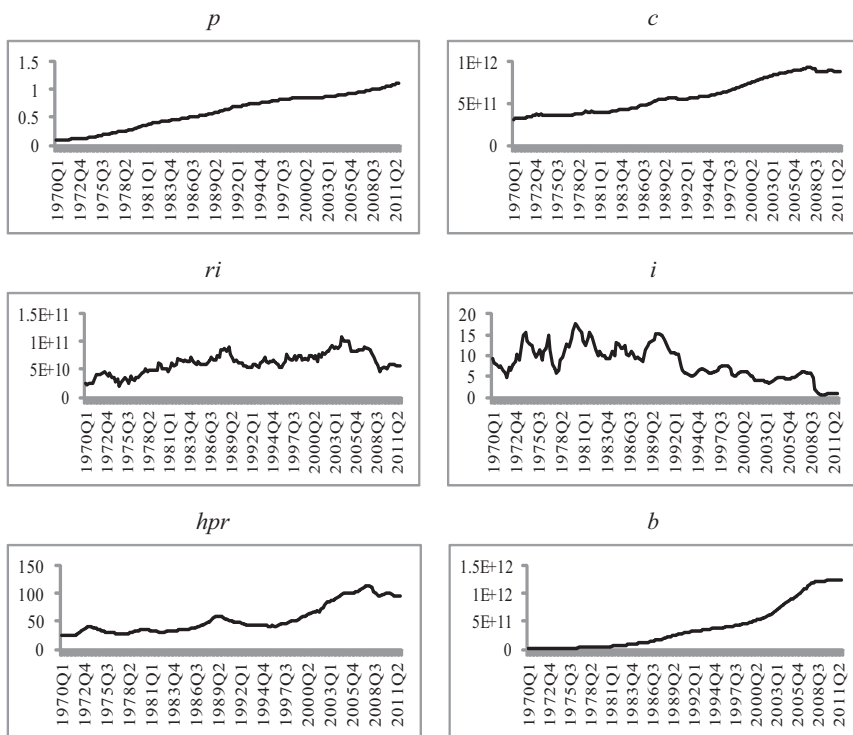 p
1.5
1
0.5
0
1970Q1
1972Q4
1975Q3
1978Q2
1981Q1
1983Q4
1986Q3
1989Q2
1992Q1
1994Q4
1997Q3
2000Q2
2003Q1
2005Q4
2008Q3
2011Q2
c
1E+12
5E+11
0
1970Q1
1972Q4
1975Q3
1978Q2
1981Q1
1983Q4
1986Q3
1989Q2
1992Q1
1994Q4
1997Q3
2000Q2
2003Q1
2005Q4
2008Q3
2011Q2
ri
1.5E+11
1E+11
5E+10
0
1970Q1
1972Q4
1975Q3
1978Q2
1981Q1
1983Q4
1986Q3
1989Q2
1992Q1
1994Q4
1997Q3
2000Q2
2003Q1
2005Q4
2008Q3
2011Q2
i
20
15
10
5
0
1970Q1
1972Q4
1975Q3
1978Q2
1981Q1
1983Q4
1986Q3
1989Q2
1992Q1
1994Q4
1997Q3
2000Q2
2003Q1
2005Q4
2008Q3
2011Q2
hpr
150
100
50
0
1970Q1
1972Q4
1975Q3
1978Q2
1981Q1
1983Q4
1986Q3
1989Q2
1992Q1
1994Q4
1997Q3
2000Q2
2003Q1
2005Q4
2008Q3
2011Q2
b
1.5E+12
1E+12
5E+11
0
1970Q1
1972Q4
1975Q3
1978Q2
1981Q1
1983Q4
1986Q3
1989Q2
1992Q1
1994Q4
1997Q3
2000Q2
2003Q1
2005Q4
2008Q3
2011Q2